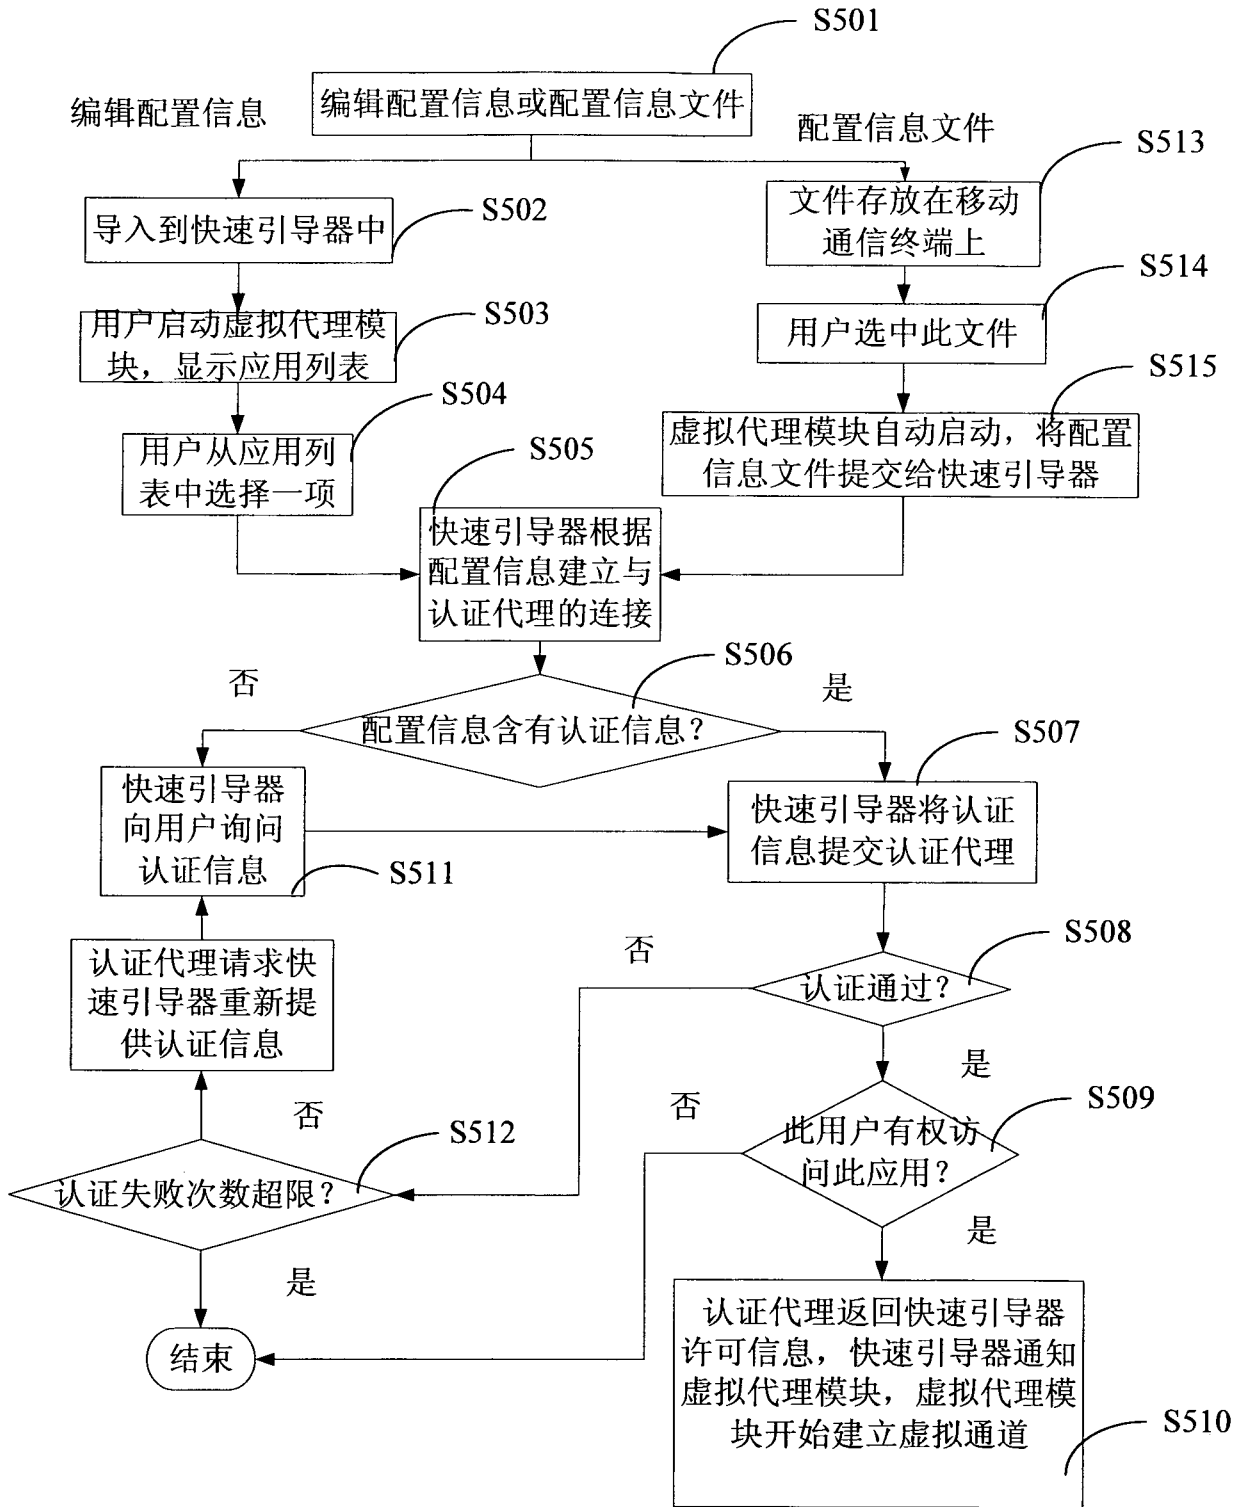 S501
编辑配置信息
编辑配置信息或配置信息文件
配置信息文件
S513
S502
导入到快速引导器中
文件存放在移动
通信终端上
S514
S503
用户启动虚拟代理模
块，显示应用列表
用户选中此文件
S515
S504
用户从应用列
表中选择一项
虚拟代理模块自动启动，将配置
信息文件提交给快速引导器
S505
快速引导器根据
配置信息建立与
认证代理的连接
S506
否
是
配置信息含有认证信息？
S507
快速引导器
向用户询问
认证信息
快速引导器将认证
信息提交认证代理
S511
认证代理请求快
速引导器重新提
供认证信息
否
S508
认证通过？
是
否
否
S509
此用户有权访
问此应用？
S512
认证失败次数超限？
是
是
结束
认证代理返回快速引导器
许可信息，快速引导器通知
虚拟代理模块，虚拟代理模
块开始建立虚拟通道
S510